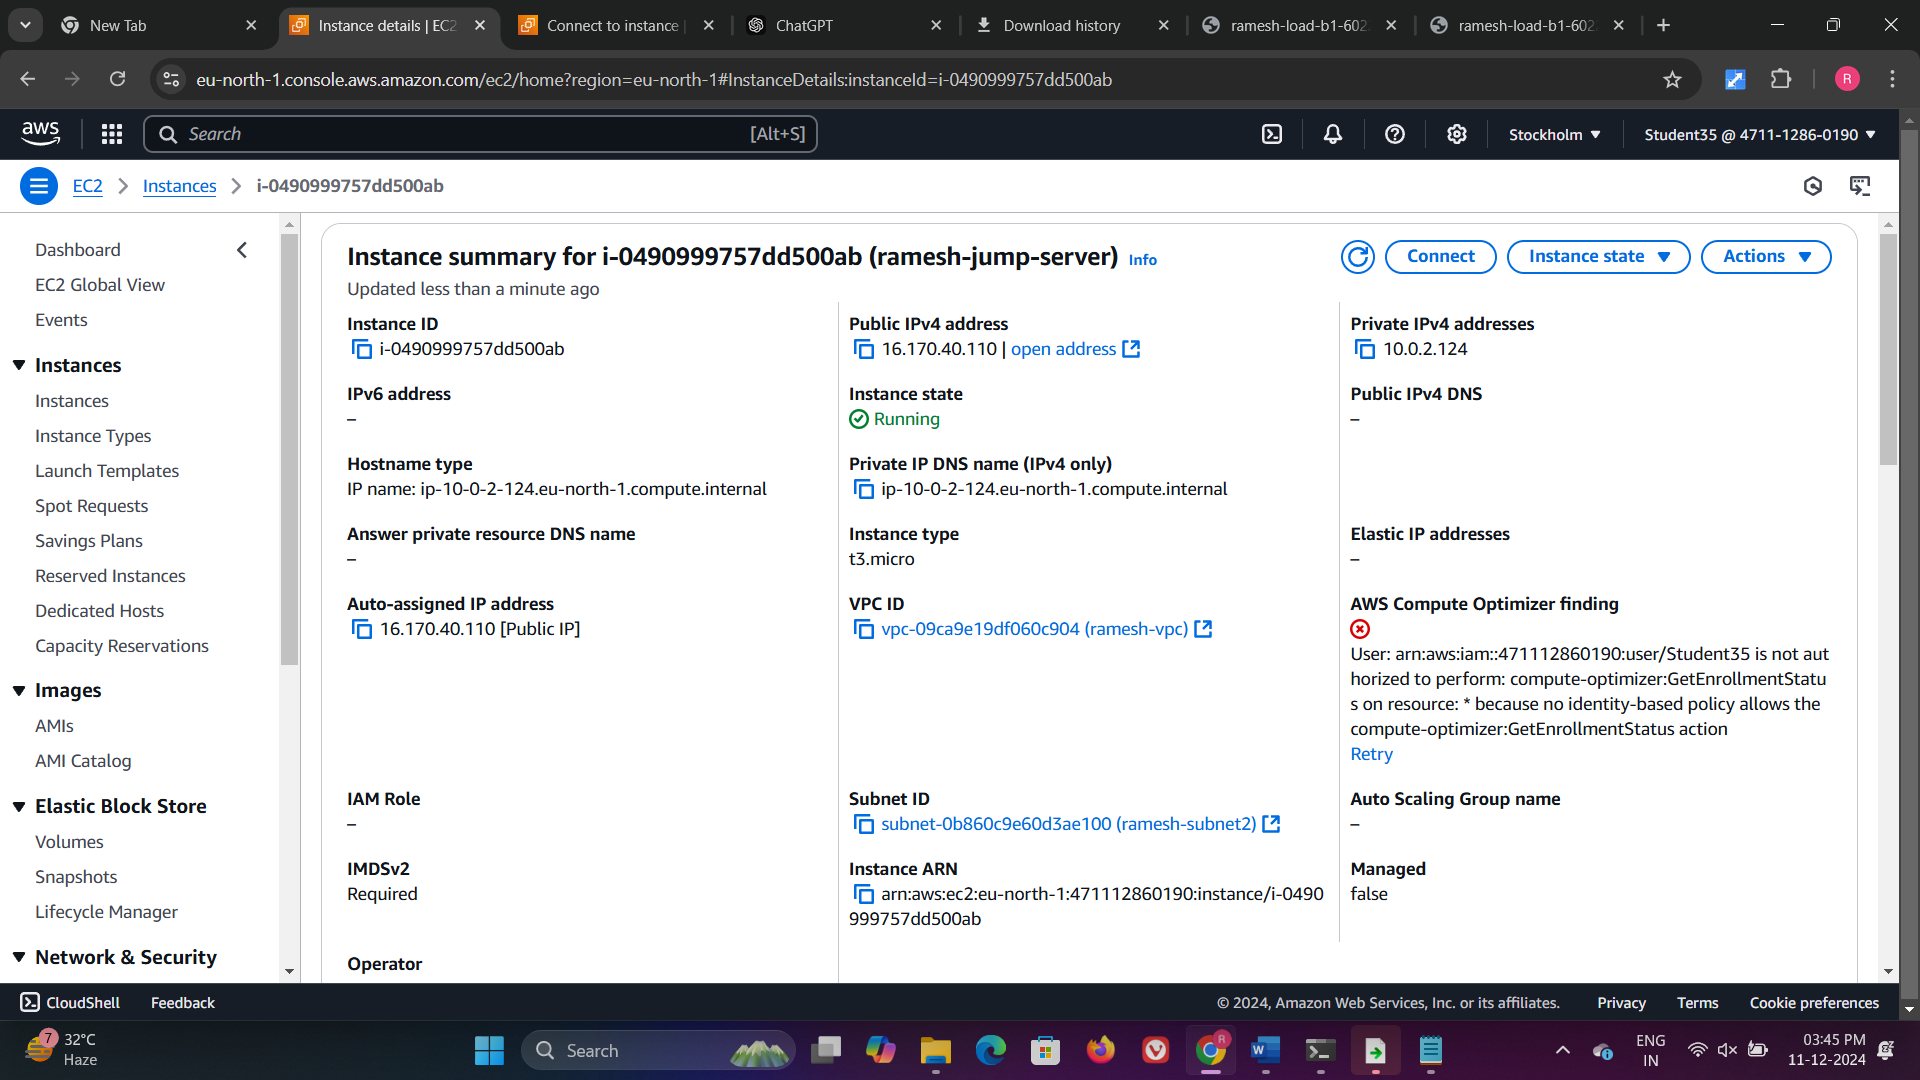 New Tab
Instance details | EC2
Connect to instance |
ChatGPT
Download history
ramesh-load-b1-602
ramesh-load-b1-602
eu-north-1.console.aws.amazon.com/ec2/home?region=eu-north-1#InstanceDetails:instanceId=i-0490999757dd500ab
R
aws
Search
[Alt+S]
Stockholm
Student35 @ 4711-1286-0190
EC2
Instances
i-0490999757dd500ab
Dashboard
EC2 Global View
Events
Instances
Instances
Instance Types
Launch Templates
Spot Requests
Savings Plans
Reserved Instances
Dedicated Hosts
Capacity Reservations
Images
AMIs
AMI Catalog
Elastic Block Store
Volumes
Snapshots
Lifecycle Manager
Network & Security
Instance summary for i-0490999757dd500ab (ramesh-jump-server) Info
Updated less than a minute ago
Connect
Instance state
Actions
Instance ID
i-0490999757dd500ab
Public IPv4 address
16.170.40.110 | open address
Private IPv4 addresses
10.0.2.124
IPv6 address
–
Instance state
Running
Public IPv4 DNS
–
Hostname type
IP name: ip-10-0-2-124.eu-north-1.compute.internal
Private IP DNS name (IPv4 only)
ip-10-0-2-124.eu-north-1.compute.internal
Answer private resource DNS name
–
Instance type
t3.micro
Elastic IP addresses
–
Auto-assigned IP address
16.170.40.110 [Public IP]
VPC ID
vpc-09ca9e19df060c904 (ramesh-vpc)
AWS Compute Optimizer finding
User: arn:aws:iam::471112860190:user/Student35 is not aut
horized to perform: compute-optimizer:GetEnrollmentStatu
s on resource: * because no identity-based policy allows the
compute-optimizer:GetEnrollmentStatus action
Retry
IAM Role
–
Subnet ID
subnet-0b860c9e60d3ae100 (ramesh-subnet2)
Auto Scaling Group name
–
IMDSv2
Required
Instance ARN
arn:aws:ec2:eu-north-1:471112860190:instance/i-0490
999757dd500ab
Managed
false
Operator
CloudShell
Feedback
© 2024, Amazon Web Services, Inc. or its affiliates.
Privacy
Terms
Cookie preferences
7
32°C
Haze
Search
R
W
ENG
IN
03:45 PM
11-12-2024